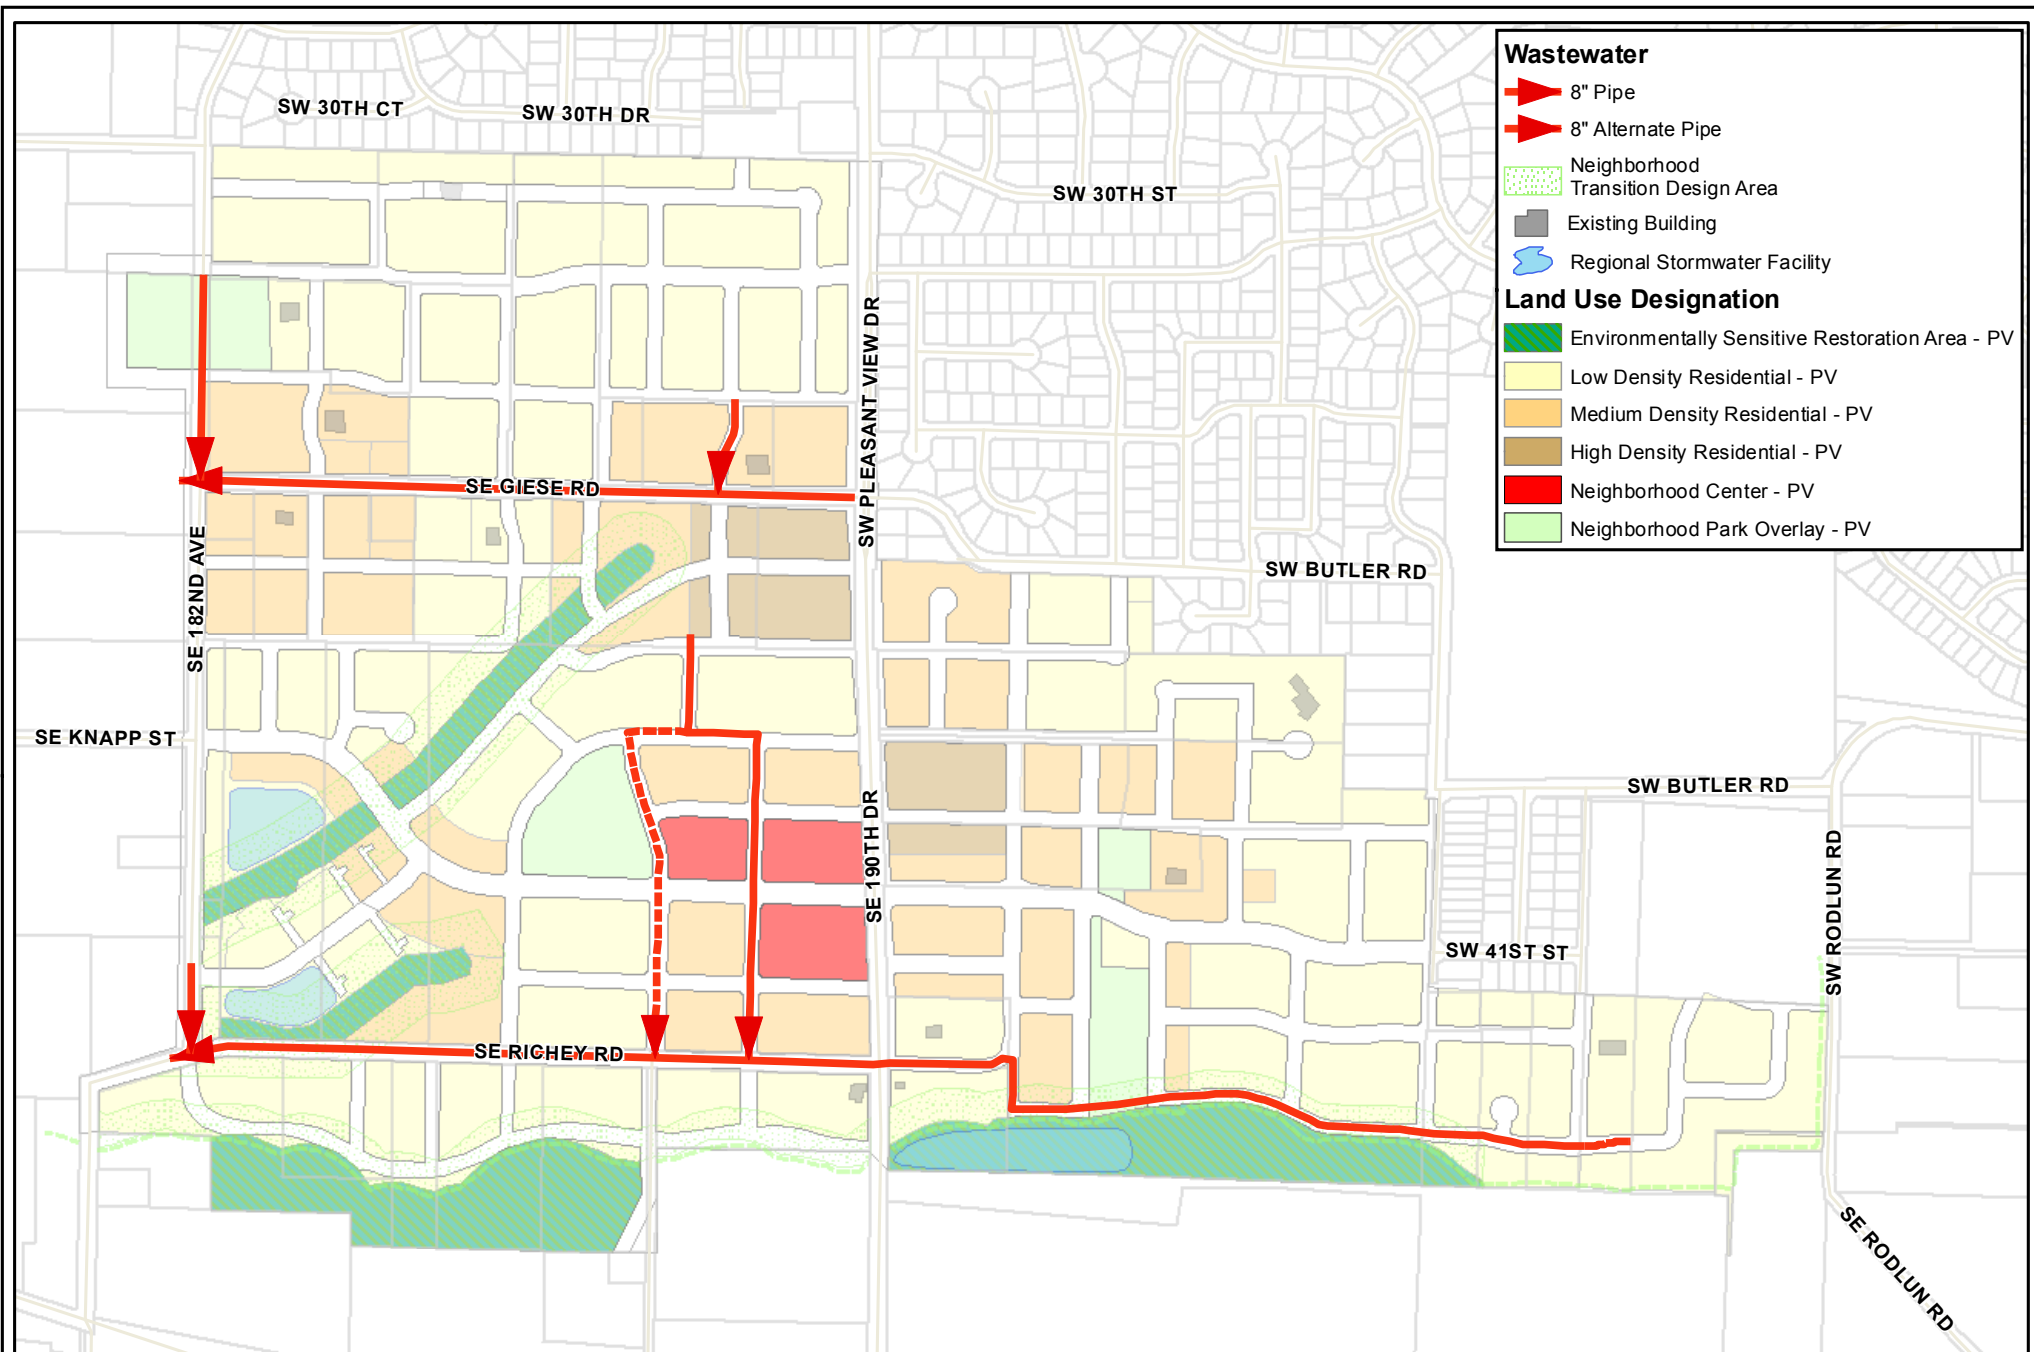 SW 30TH CT
SW 30TH DR
SW 30TH ST
SW PLEASANT VIEW DR
SE GIESE RD
SE 182ND AVE
SW BUTLER RD
SE KNAPP ST
SE 190TH DR
SW BUTLER RD
SW RODLUN RD
SW 41ST ST
SE RICHEY RD
SE RODLUN RD
Wastewater
8" Pipe
8" Alternate Pipe
Neighborhood
Transition Design Area
Existing Building
Regional Stormwater Facility
Land Use Designation
Environmentally Sensitive Restoration Area - PV
Low Density Residential - PV
Medium Density Residential - PV
High Density Residential - PV
Neighborhood Center - PV
Neighborhood Park Overlay - PV